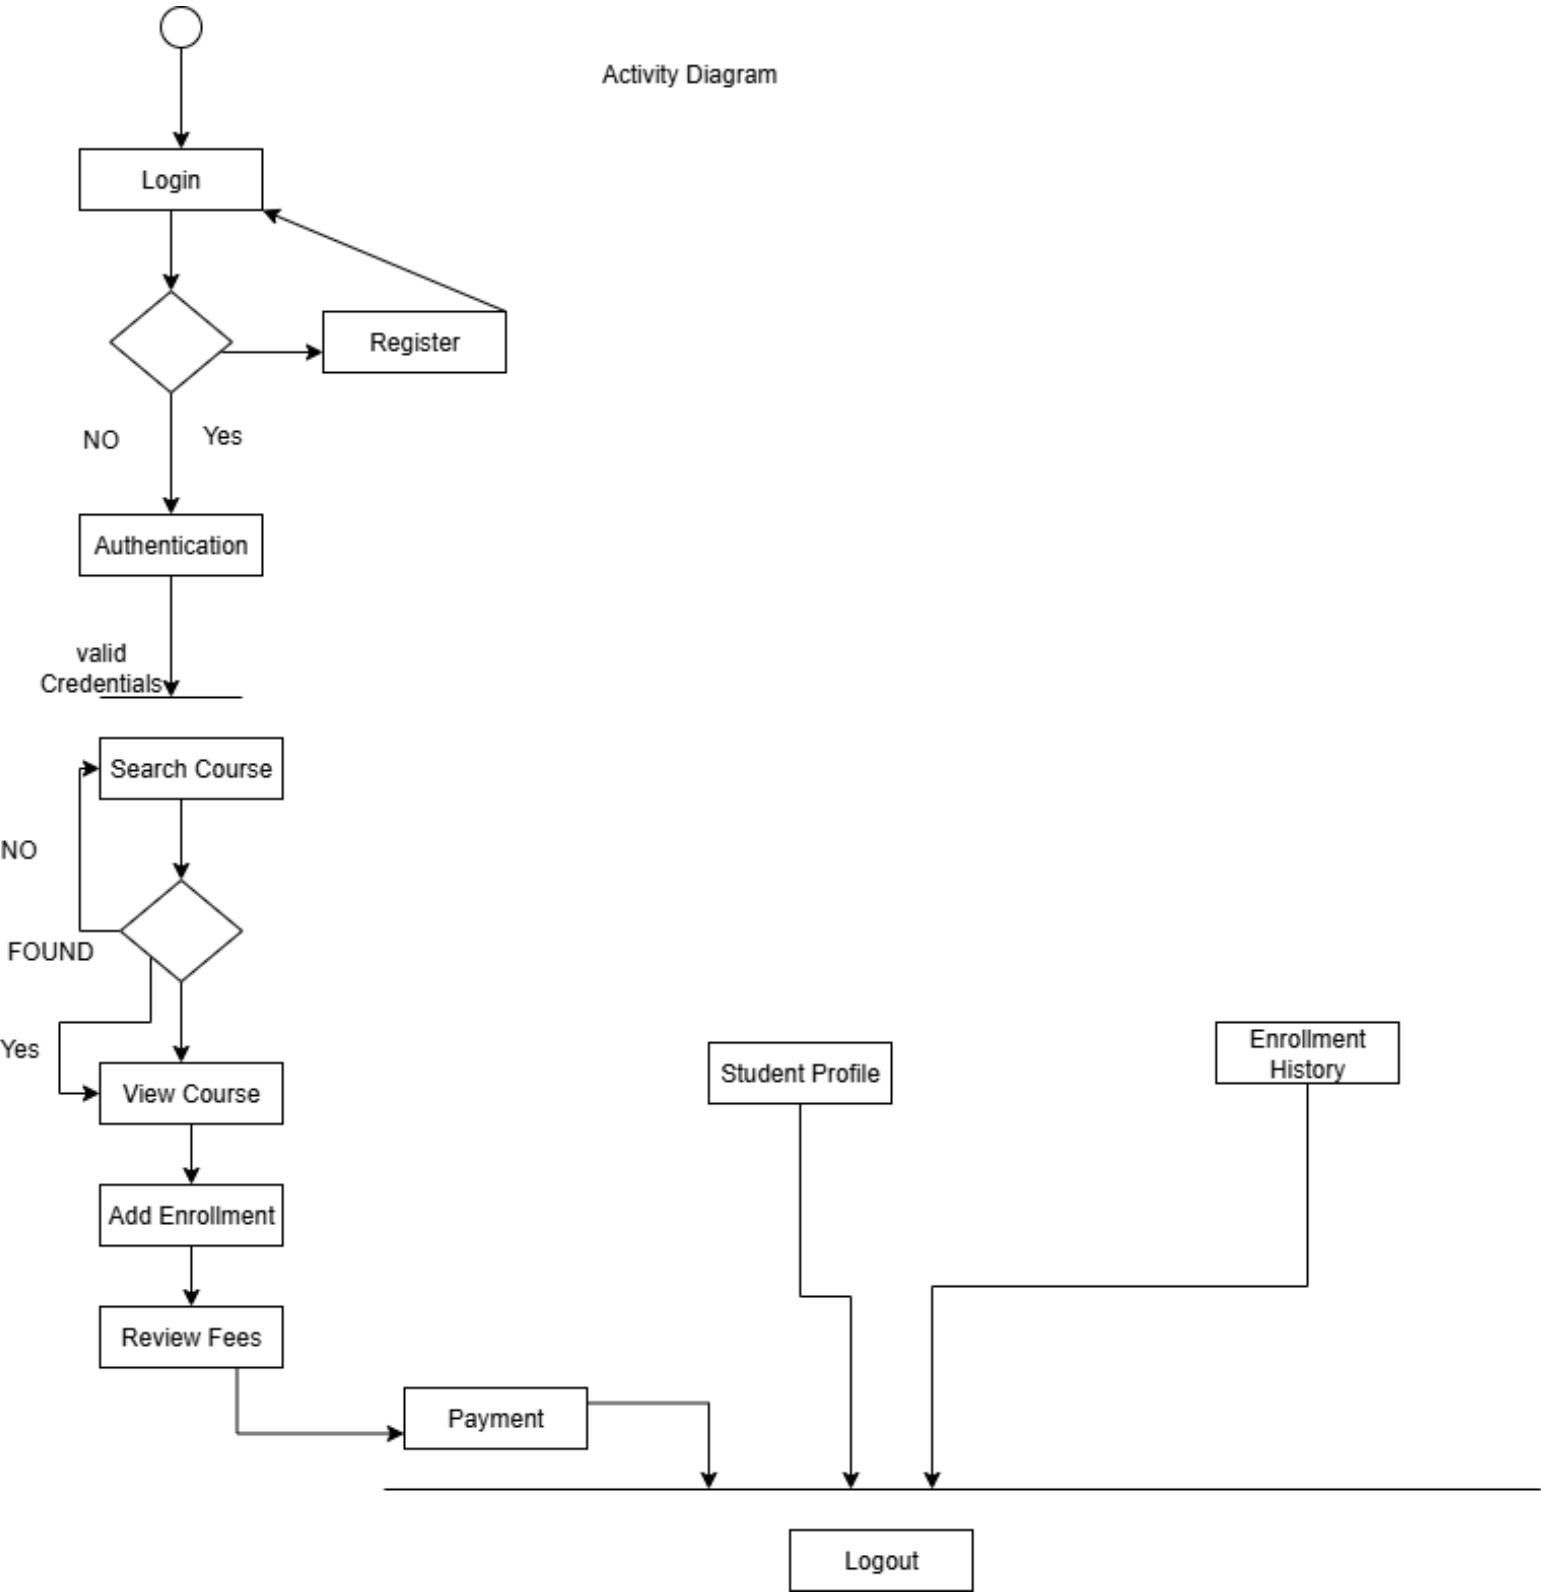 Activity Diagram
Login
Register
NO
Yes
Authentication
valid
Credentials
Search Course
NO
FOUND
Yes
View Course
Student Profile
Enrollment
History
Add Enrollment
Review Fees
Payment
Logout